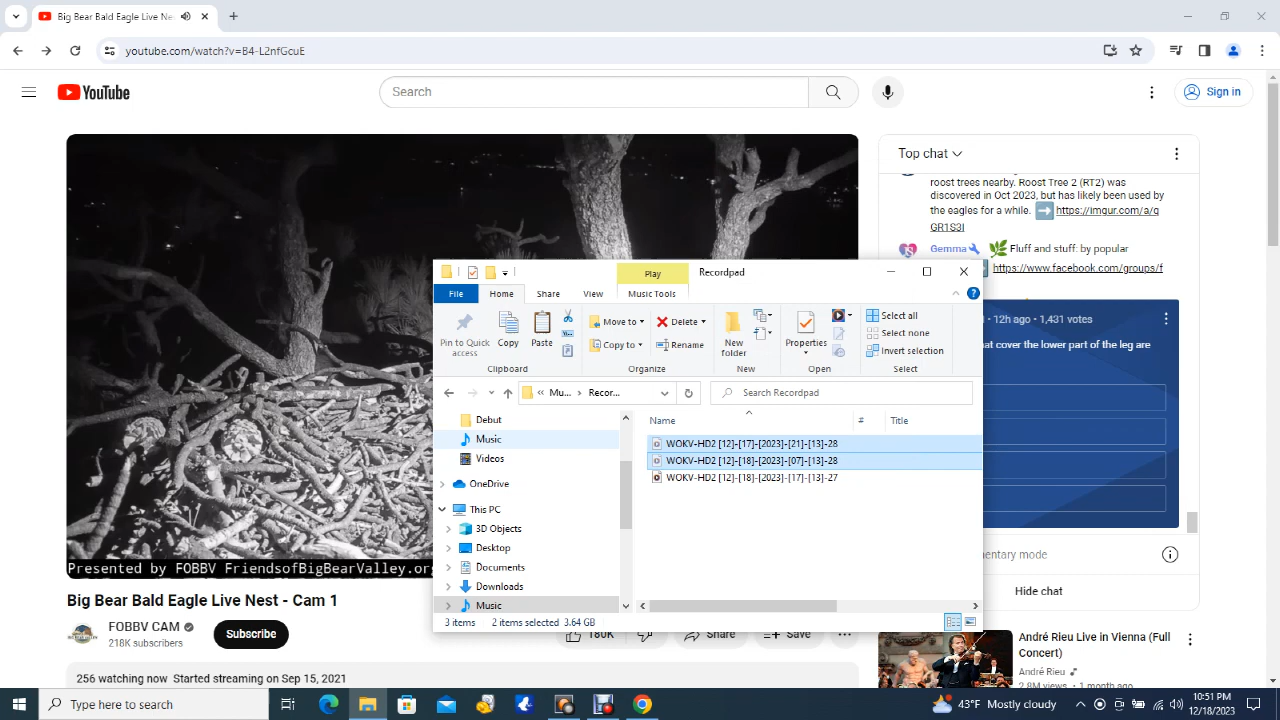 Big Bear Bald Eagle Live Nes
youtube.com/watch?v=B4-L2nfGcuE
YouTube
Search
Sign in
Top chat
roost trees nearby. Roost Tree 2 (RT2) was
discovered in Oct 2023, but has likely been used by
the eagles for a while. https://imgur.com/a/q
GR1S3I
Gemma Fluff and stuff: by popular
https://www.facebook.com/groups/f
12h ago • 1,431 votes
hat cover the lower part of the leg are
Play
Recordpad
File
Home
Share
View
Music Tools
Pin to Quick
access
Copy
Paste
Move to
Copy to
Delete
Rename
New
folder
Properties
Select all
Select none
Invert selection
Clipboard
Organize
New
Open
Select
Mu...
Recor...
Search Recordpad
Debut
Music
Videos
OneDrive
This PC
3D Objects
Desktop
Documents
Downloads
Music
Name
#
Title
WOKV-HD2 [12]-[17]-[2023]-[21]-[13]-28
WOKV-HD2 [12]-[18]-[2023]-[07]-[13]-28
WOKV-HD2 [12]-[18]-[2023]-[17]-[13]-27
3 items
2 items selected 3.64 GB
Presented by FOBBV FriendsofBigBearValley.org
mentary mode
Hide chat
Big Bear Bald Eagle Live Nest - Cam 1
FOBBV CAM
218K subscribers
Subscribe
180K
Share
Save
256 watching now Started streaming on Sep 15, 2021
André Rieu Live in Vienna (Full
Concert)
André Rieu
2.8M views • 1 month ago
Type here to search
43°F Mostly cloudy
10:51 PM
12/18/2023